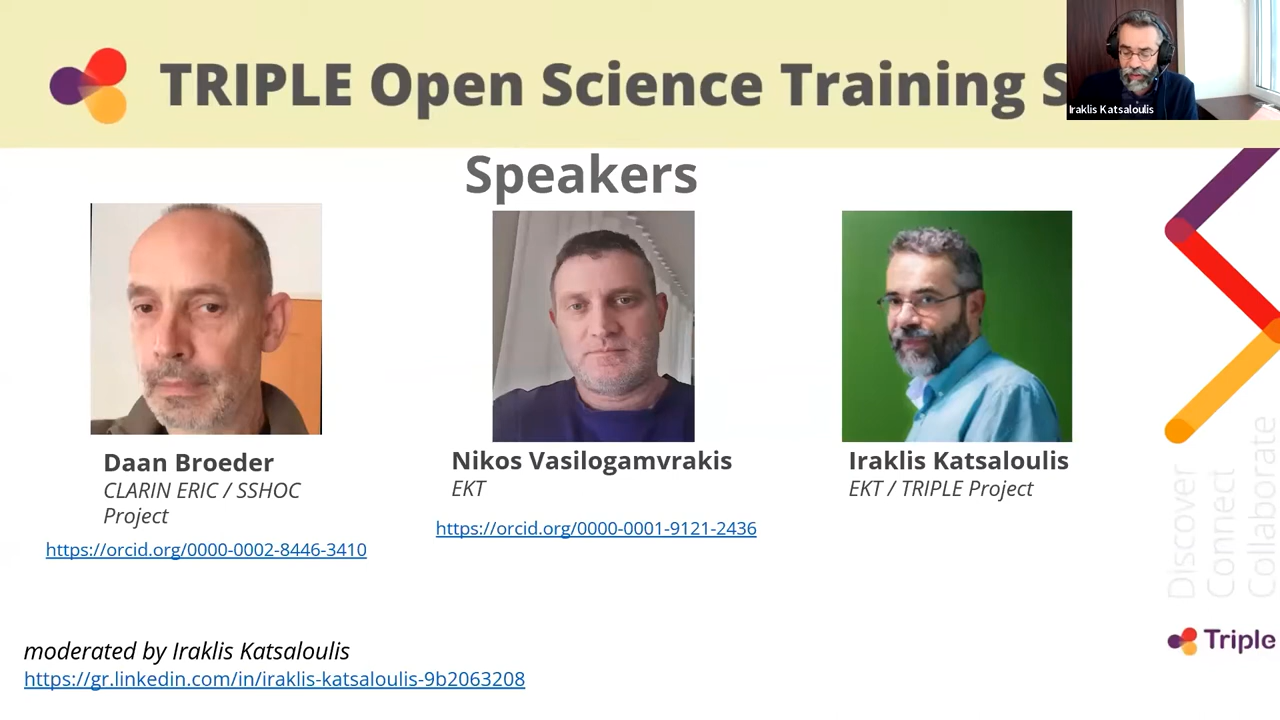 TRIPLE Open Science Training S
Iraklis Katsaloulis
Speakers
Daan Broeder
CLARIN ERIC / SSHOC
Project
https://orcid.org/0000-0002-8446-3410
Nikos Vasilogamvrakis
EKT
https://orcid.org/0000-0001-9121-2436
Iraklis Katsaloulis
EKT / TRIPLE Project
Discover
Connect
Collaborate
Triple
moderated by Iraklis Katsaloulis
https://gr.linkedin.com/in/iraklis-katsaloulis-9b2063208